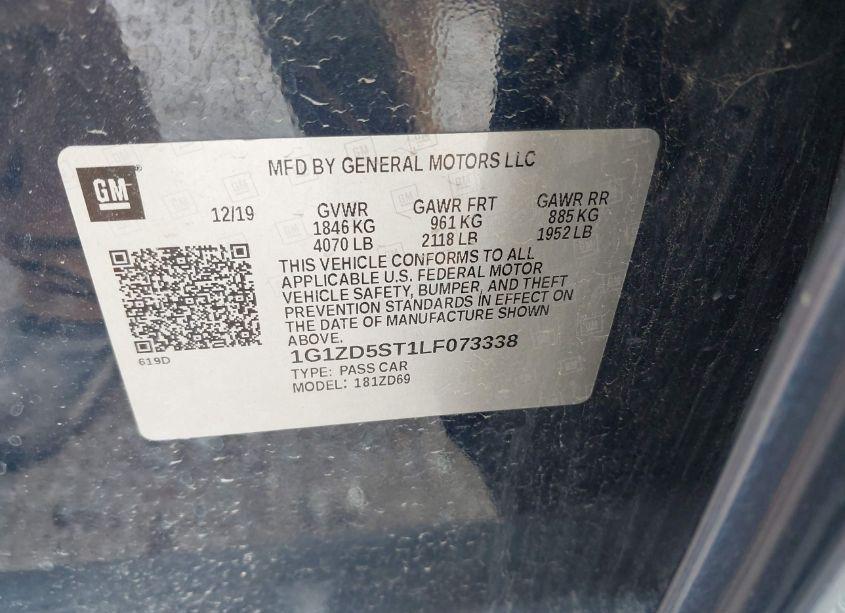 GM
MFD BY GENERAL MOTORS LLC
12/19 GVWR GAWR FRT GAWR RR
1846 KG 961 KG 885 KG
4070 LB 2118 LB 1952 LB
THIS VEHICLE CONFORMS TO ALL
APPLICABLE U.S. FEDERAL MOTOR
VEHICLE SAFETY, BUMPER, AND THEFT
PREVENTION STANDARDS IN EFFECT ON
THE DATE OF MANUFACTURE SHOWN
ABOVE.
619D
1G1ZD5ST1LF073338
TYPE: PASS CAR
MODEL: 181ZD69